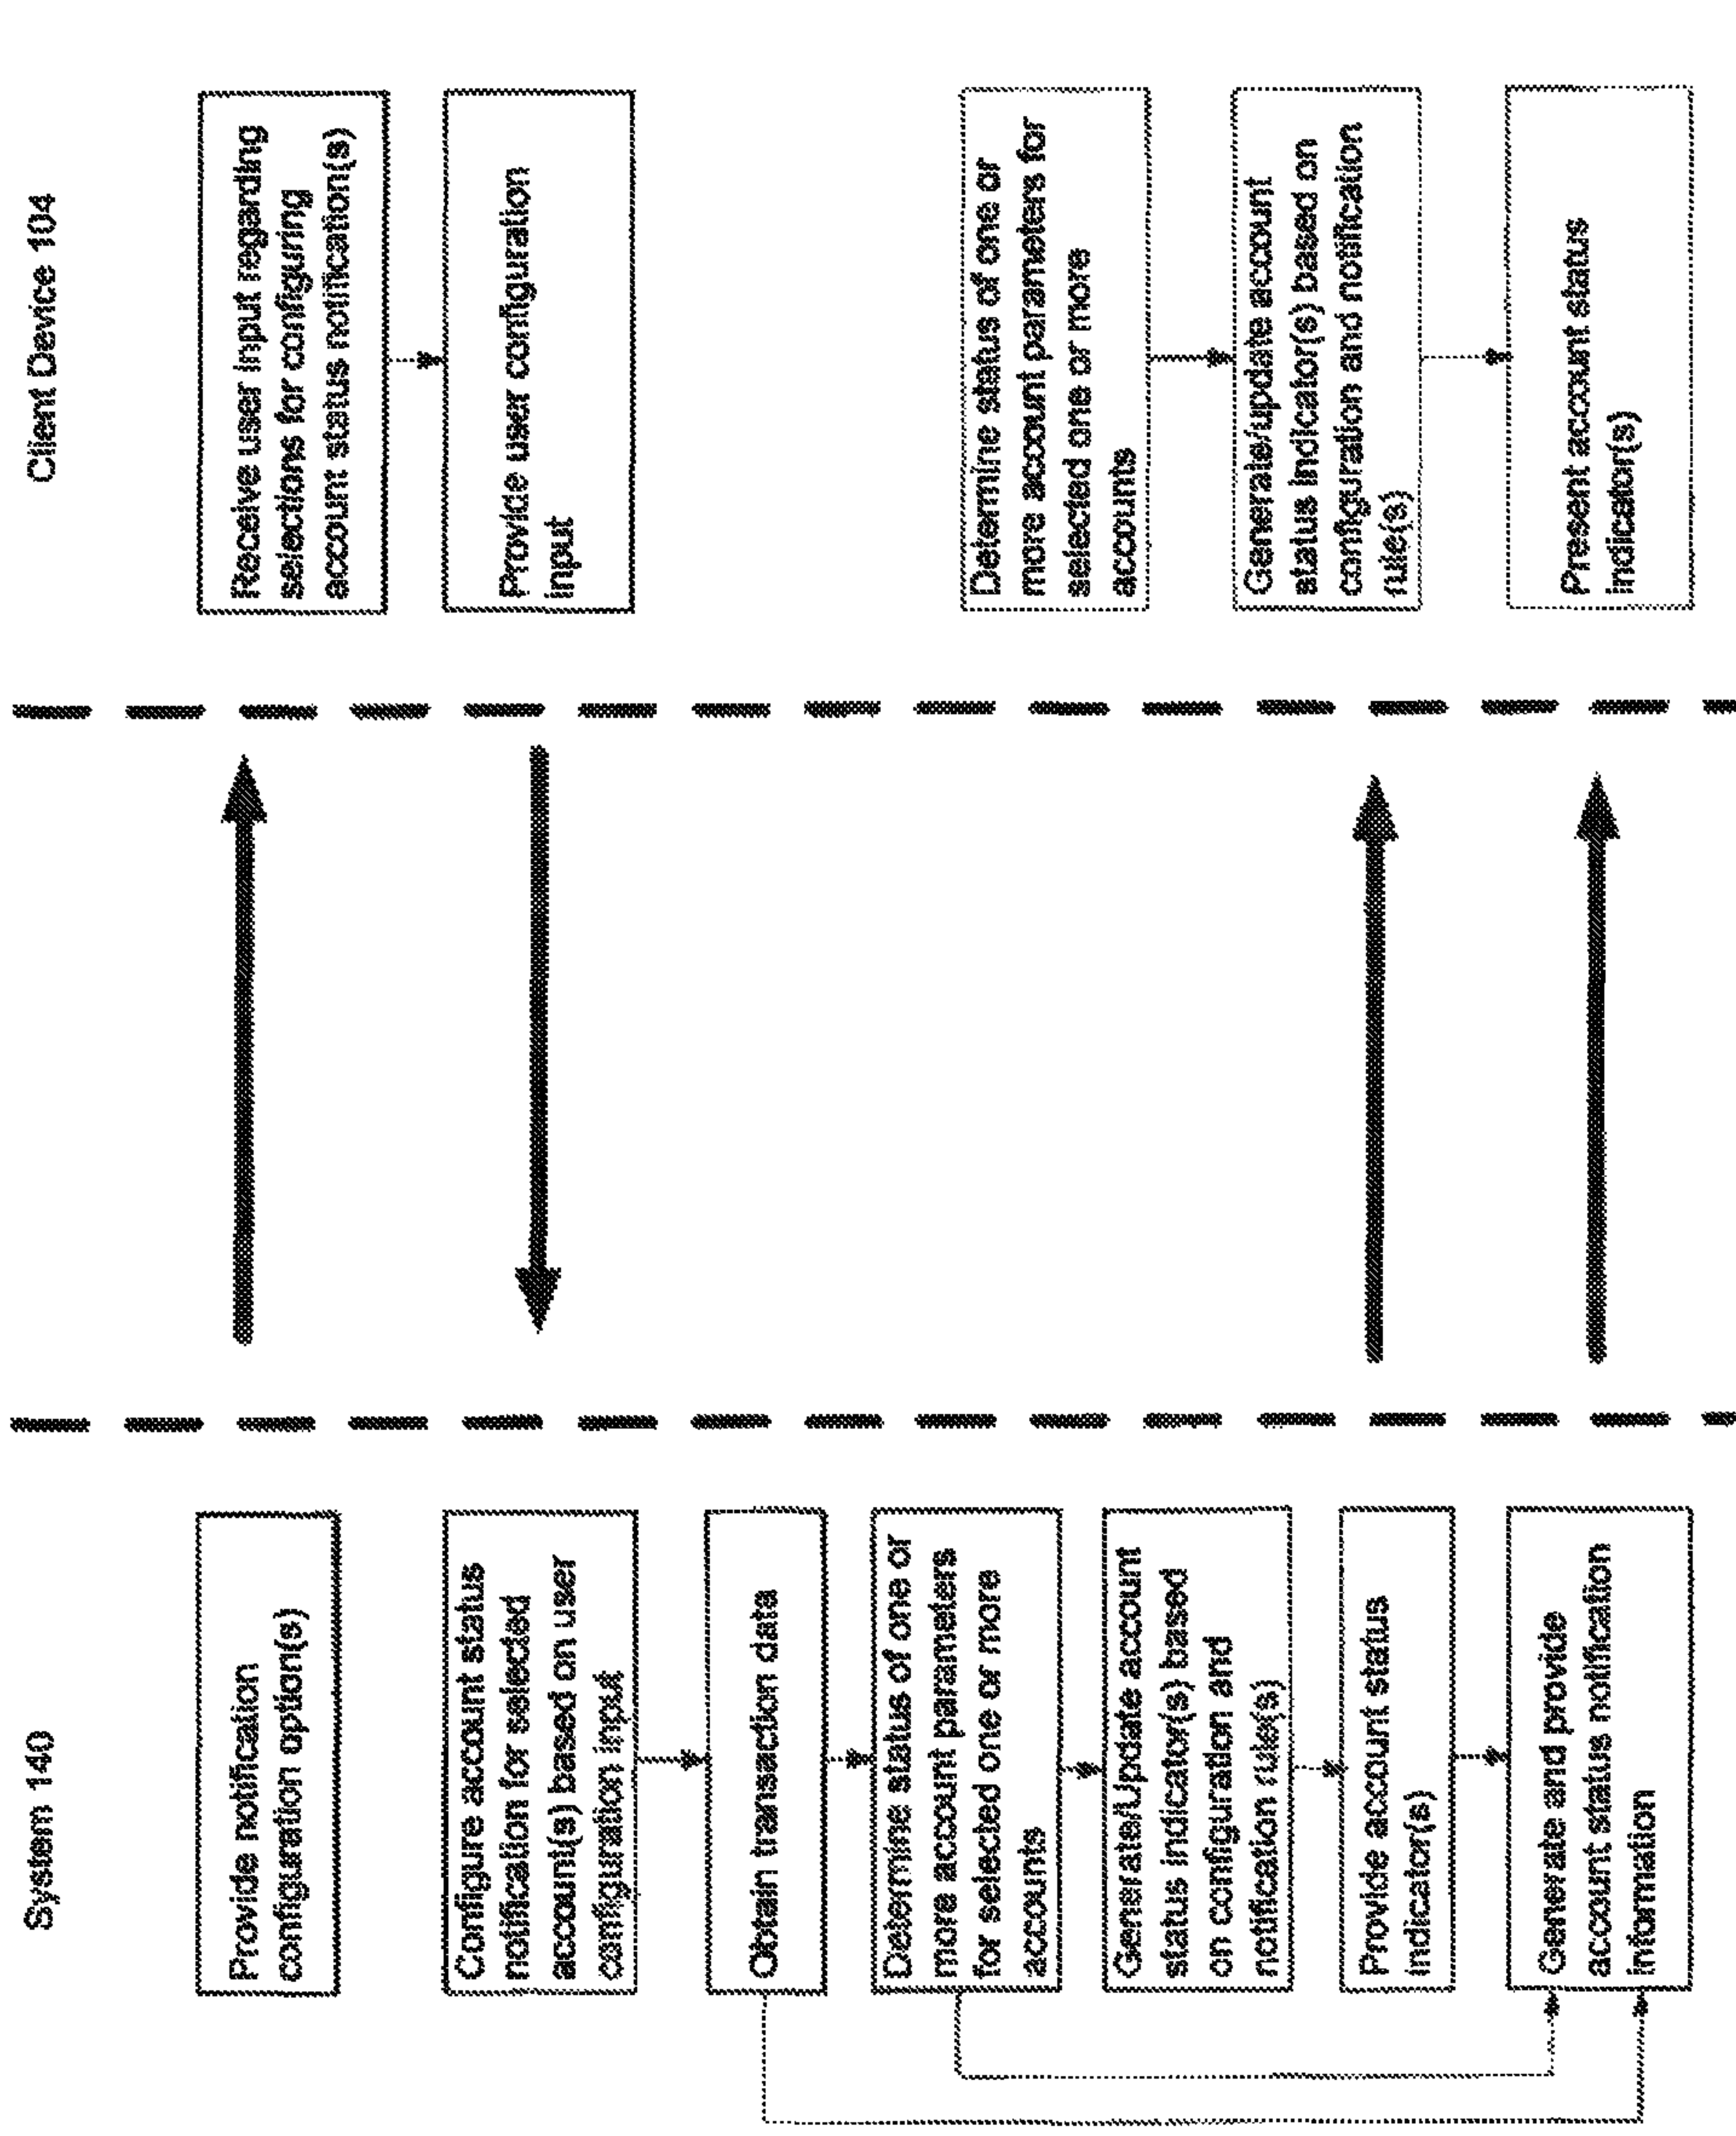 System 140
Provide notification
configuration option(s)
Configure account status
notification for selected
account(s) based on user
configuration input
Obtain transaction data
Determine status of one or
more account parameters
for selected one or more
accounts
Generate/Update account
status indicator(s) based
on configuration and
notification rule(s)
Provide account status
indicator(s)
Generate and provide
account status notification
information
Client Device 104
Receive user input regarding
selections for configuring
account status notification(s)
Provide user configuration
input
Determine status of one or
more account parameters for
selected one or more
accounts
Generate/update account
status indicator(s) based on
configuration and notification
rule(s)
Present account status
indicator(s)